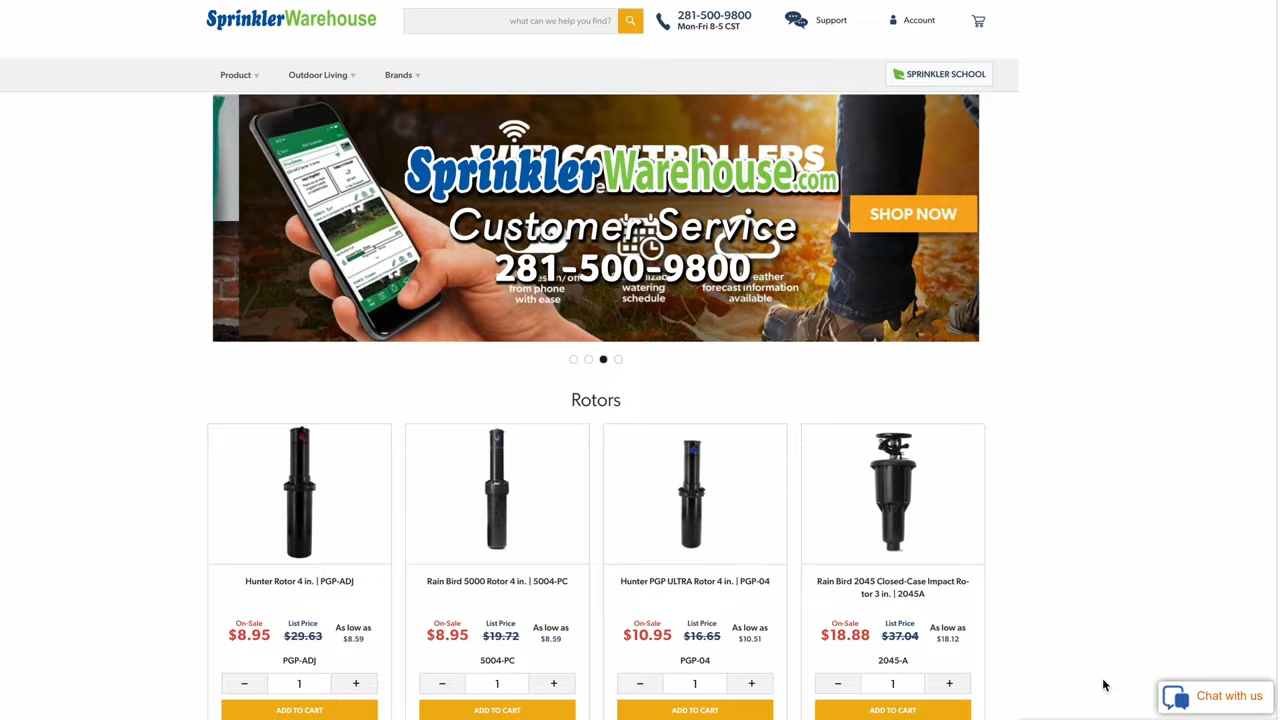 SprinklerWarehouse
what can we help you find?
281-500-9800
Mon-Fri 8-5 CST
Support
Account
Product
Outdoor Living
Brands
SPRINKLER SCHOOL
SprinklerWarehouse.com
Customer Service
281-500-9800
SHOP NOW
from phone
with ease
watering
schedule
forecast information
available
Rotors
Hunter Rotor 4 in. | PGP-ADJ
On-Sale
$8.95
List Price
$29.63
As low as
$8.59
PGP-ADJ
- 1 +
ADD TO CART
Rain Bird 5000 Rotor 4 in. | 5004-PC
On-Sale
$8.95
List Price
$19.72
As low as
$8.59
5004-PC
- 1 +
ADD TO CART
Hunter PGP ULTRA Rotor 4 in. | PGP-04
On-Sale
$10.95
List Price
$16.65
As low as
$10.51
PGP-04
- 1 +
ADD TO CART
Rain Bird 2045 Closed-Case Impact Ro-
tor 3 in. | 2045A
On-Sale
$18.88
List Price
$37.04
As low as
$18.12
2045-A
- 1 +
ADD TO CART
Chat with us